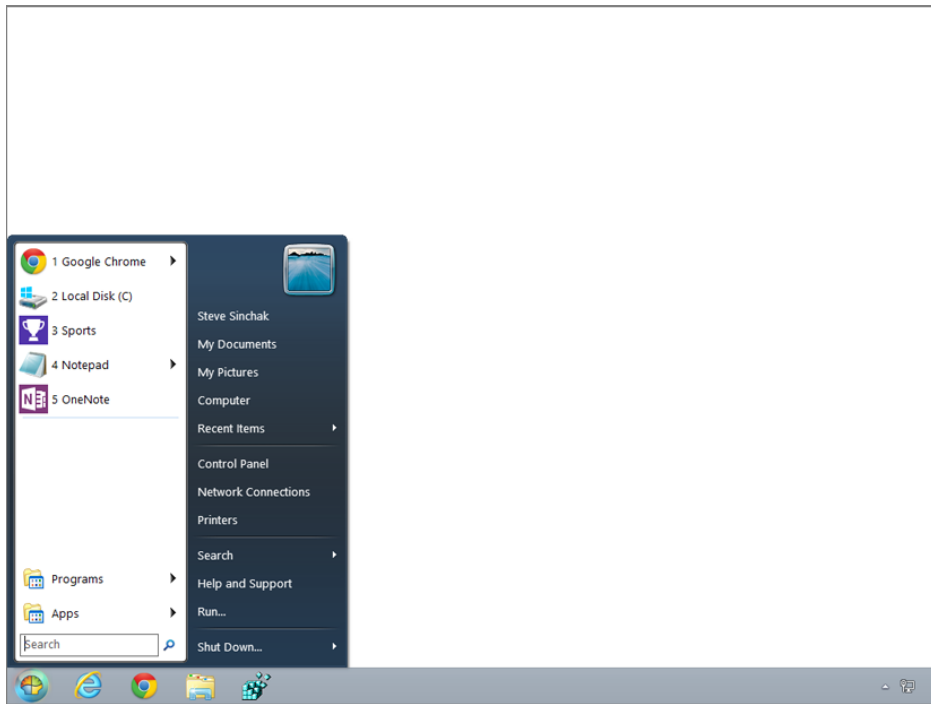 1 Google Chrome
2 Local Disk (C)
3 Sports
4 Notepad
5 OneNote
Programs
Apps
Search
Steve Sinchak
My Documents
My Pictures
Computer
Recent Items
Control Panel
Network Connections
Printers
Search
Help and Support
Run...
Shut Down...